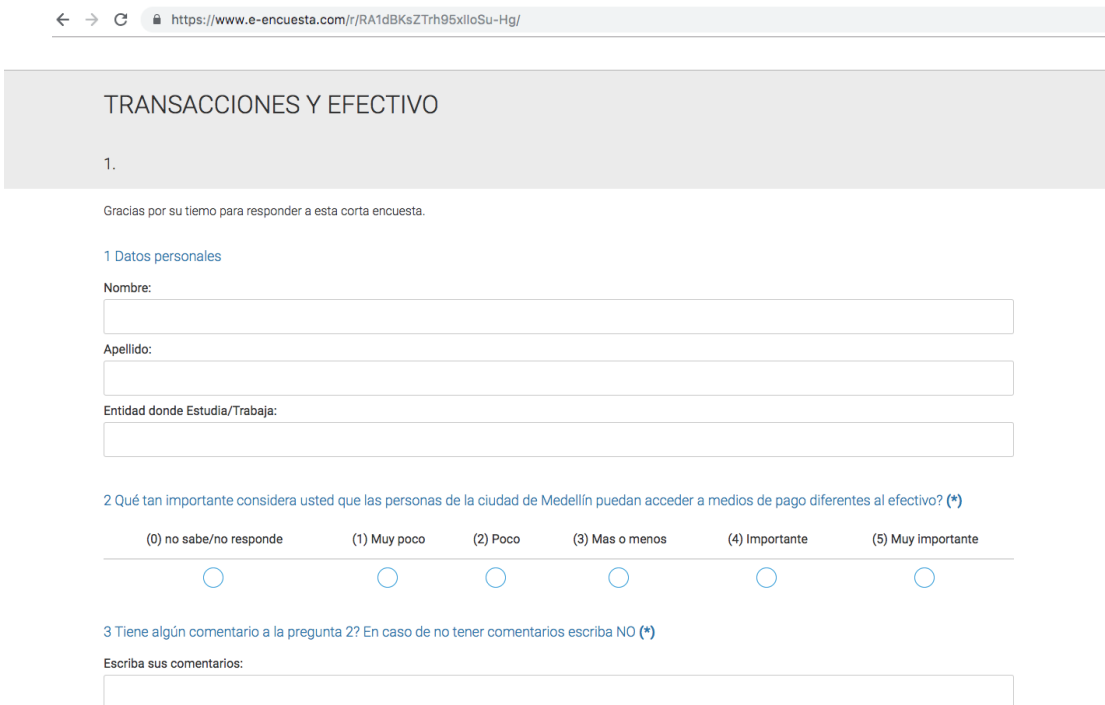 https://www.e-encuesta.com/r/RA1dBKsZTrh95xlloSu-Hg/
TRANSACCIONES Y EFECTIVO
1.
Gracias por su tiemo para responder a esta corta encuesta.
1 Datos personales
Nombre:
Apellido:
Entidad donde Estudia/Trabaja:
2 Qué tan importante considera usted que las personas de la ciudad de Medellín puedan acceder a medios de pago diferentes al efectivo? (*)
(0) no sabe/no responde (1) Muy poco (2) Poco (3) Mas o menos (4) Importante (5) Muy importante
3 Tiene algún comentario a la pregunta 2? En caso de no tener comentarios escriba NO (*)
Escriba sus comentarios: